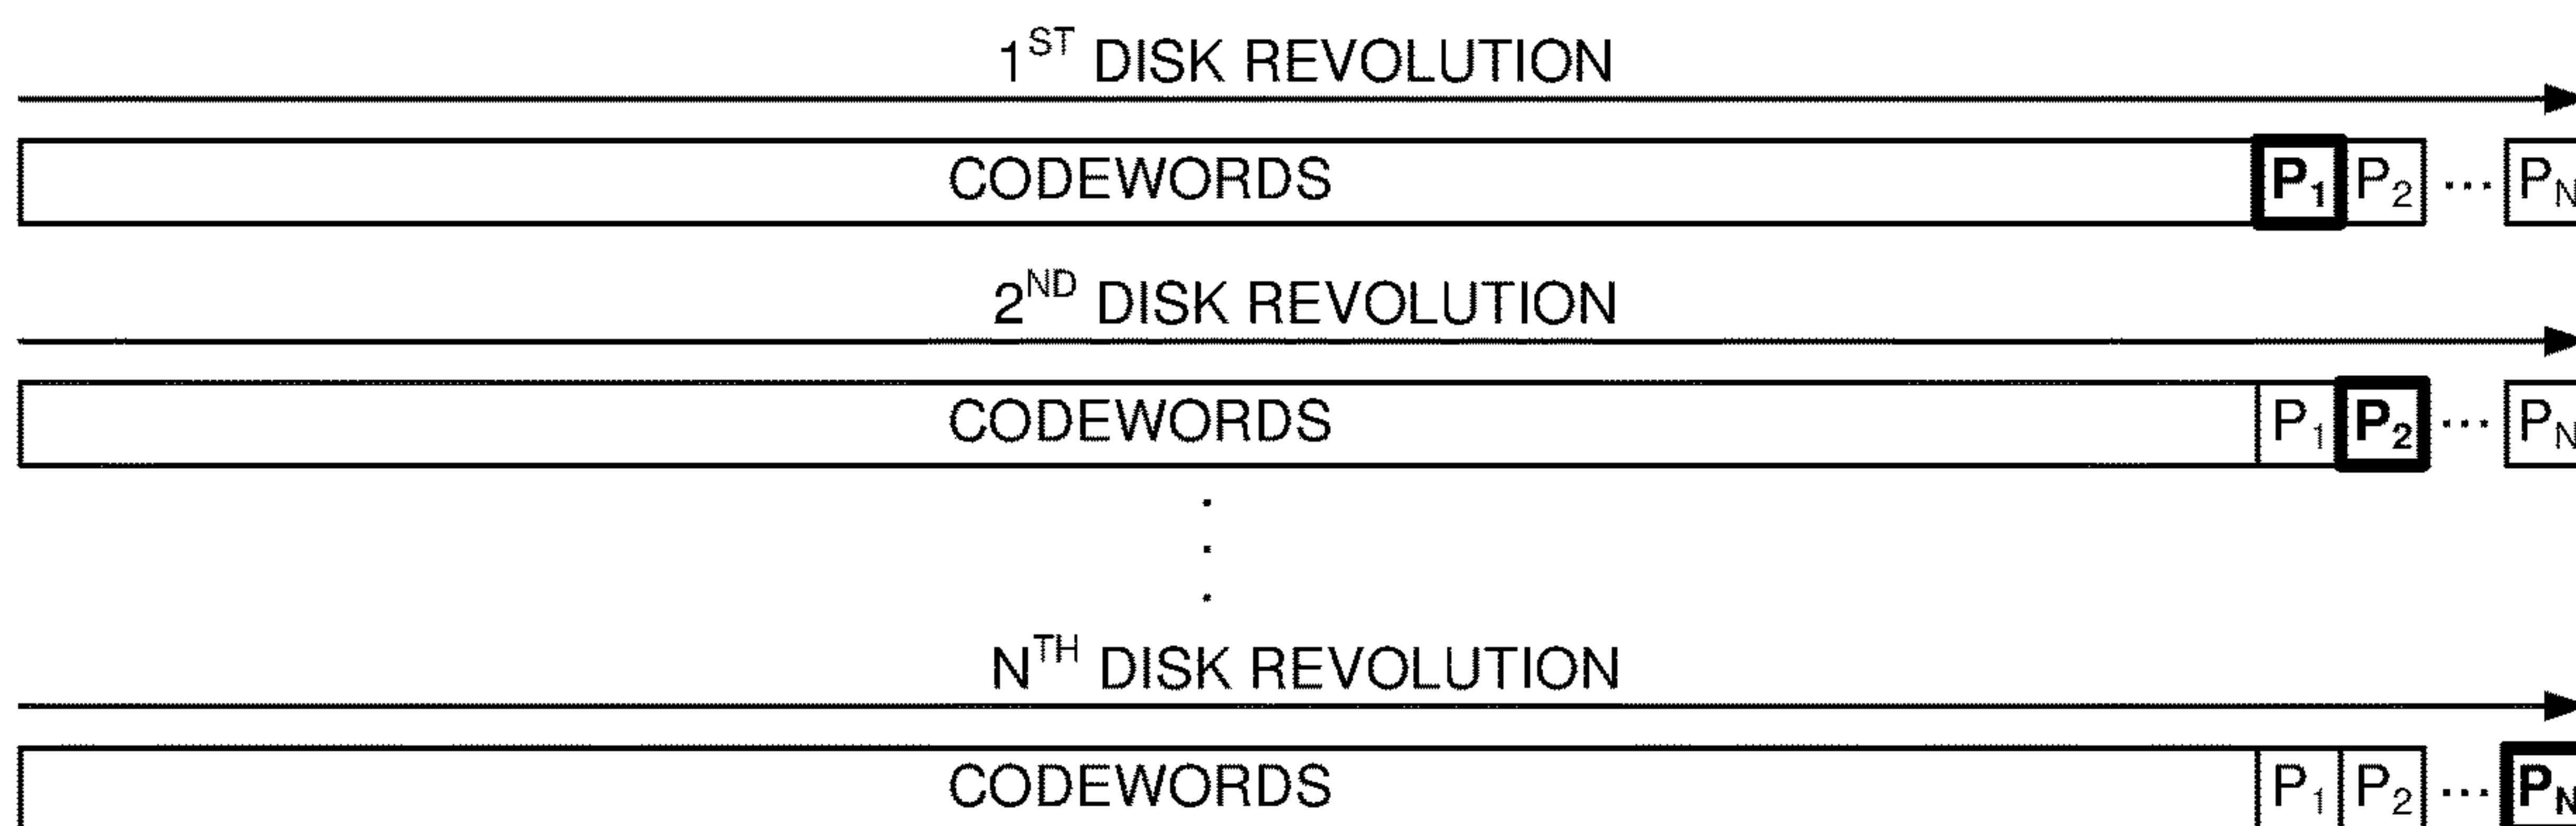 1ST DISK REVOLUTION
CODEWORDS P1 P2 ... PN
2ND DISK REVOLUTION
CODEWORDS P1 P2 ... PN
NTH DISK REVOLUTION
CODEWORDS P1 P2 ... PN